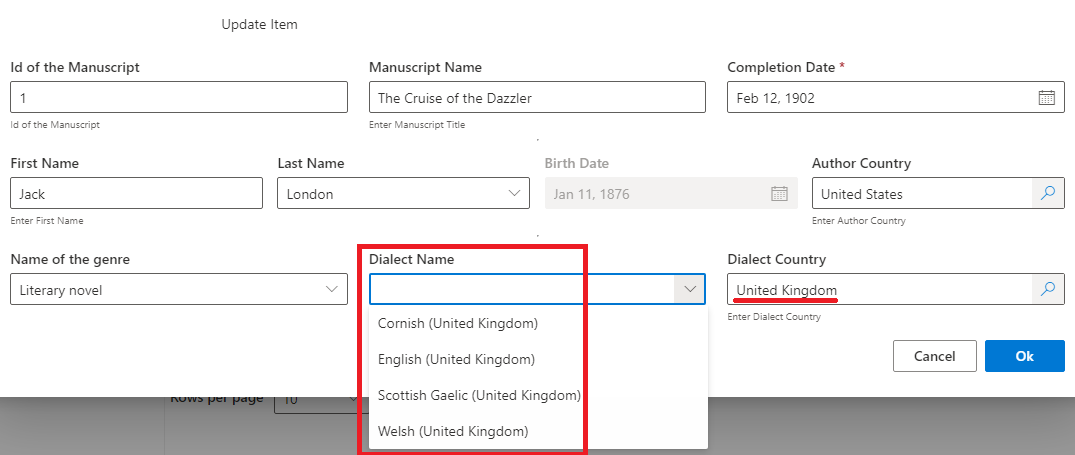 Update Item
Id of the Manuscript Manuscript Name Completion Date *
1 The Cruise of the Dazzler Feb 12, 1902
Id of the Manuscript Enter Manuscript Title
First Name Last Name Birth Date Author Country
Jack London Jan 11, 1876 United States
Enter First Name Enter Author Country
Name of the genre Dialect Name Dialect Country
Literary novel United Kingdom
Enter Dialect Country
Cornish (United Kingdom)
English (United Kingdom)
Cancel Ok
Scottish Gaelic (United Kingdom)
Rows per page 10
Welsh (United Kingdom)